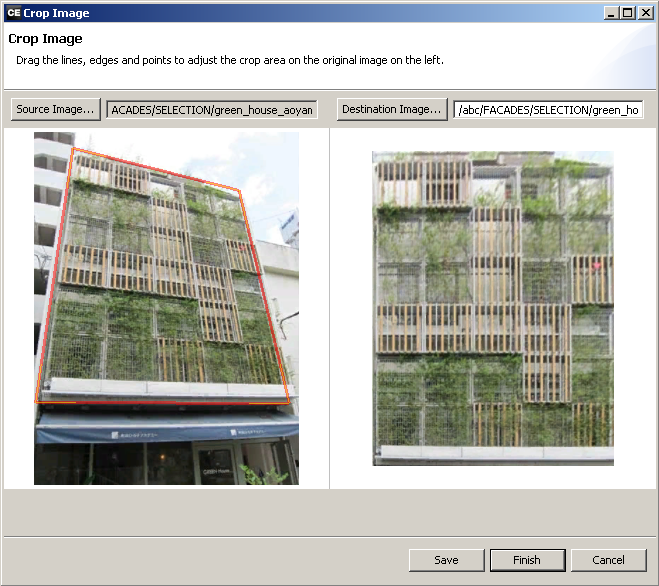 CE Crop Image
Crop Image
Drag the lines, edges and points to adjust the crop area on the original image on the left.
Source Image... ACADES/SELECTION/green_house_aoyan Destination Image... /abc/FACADES/SELECTION/green_ho
Save Finish Cancel